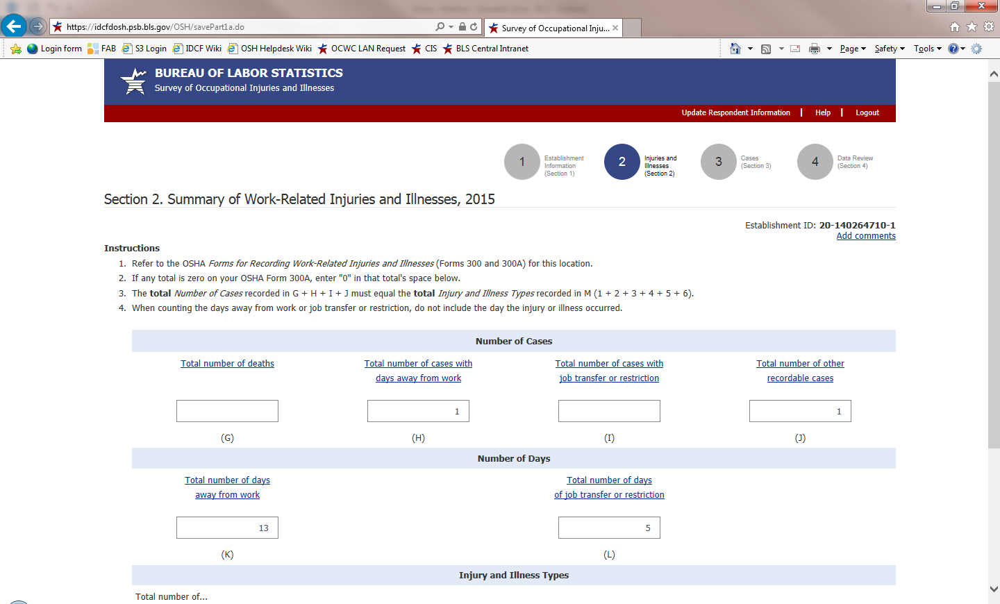 https://idcfdosh.psb.bls.gov/OSH/savePart1a.do
Survey of Occupational Inju...
Login form FAB S3 Login IDCF Wiki OSH Helpdesk Wiki OCWC LAN Request CIS BLS Central Intranet
Page Safety Tools
BUREAU OF LABOR STATISTICS
Survey of Occupational Injuries and Illnesses
Update Respondent Information | Help | Logout
1 Establishment Information (Section 1)
2 Injuries and Illnesses (Section 2)
3 Cases (Section 3)
4 Data Review (Section 4)
Section 2. Summary of Work-Related Injuries and Illnesses, 2015
Establishment ID: 20-140264710-1
Add comments
Instructions
1. Refer to the OSHA Forms for Recording Work-Related Injuries and Illnesses (Forms 300 and 300A) for this location.
2. If any total is zero on your OSHA Form 300A, enter "0" in that total's space below.
3. The total Number of Cases recorded in G + H + I + J must equal the total Injury and Illness Types recorded in M (1 + 2 + 3 + 4 + 5 + 6).
4. When counting the days away from work or job transfer or restriction, do not include the day the injury or illness occurred.
Number of Cases
Total number of deaths
Total number of cases with
days away from work
Total number of cases with
job transfer or restriction
Total number of other
recordable cases
1
1
(G) (H) (I) (J)
Number of Days
Total number of days
away from work
Total number of days
of job transfer or restriction
13
5
(K) (L)
Injury and Illness Types
Total number of...